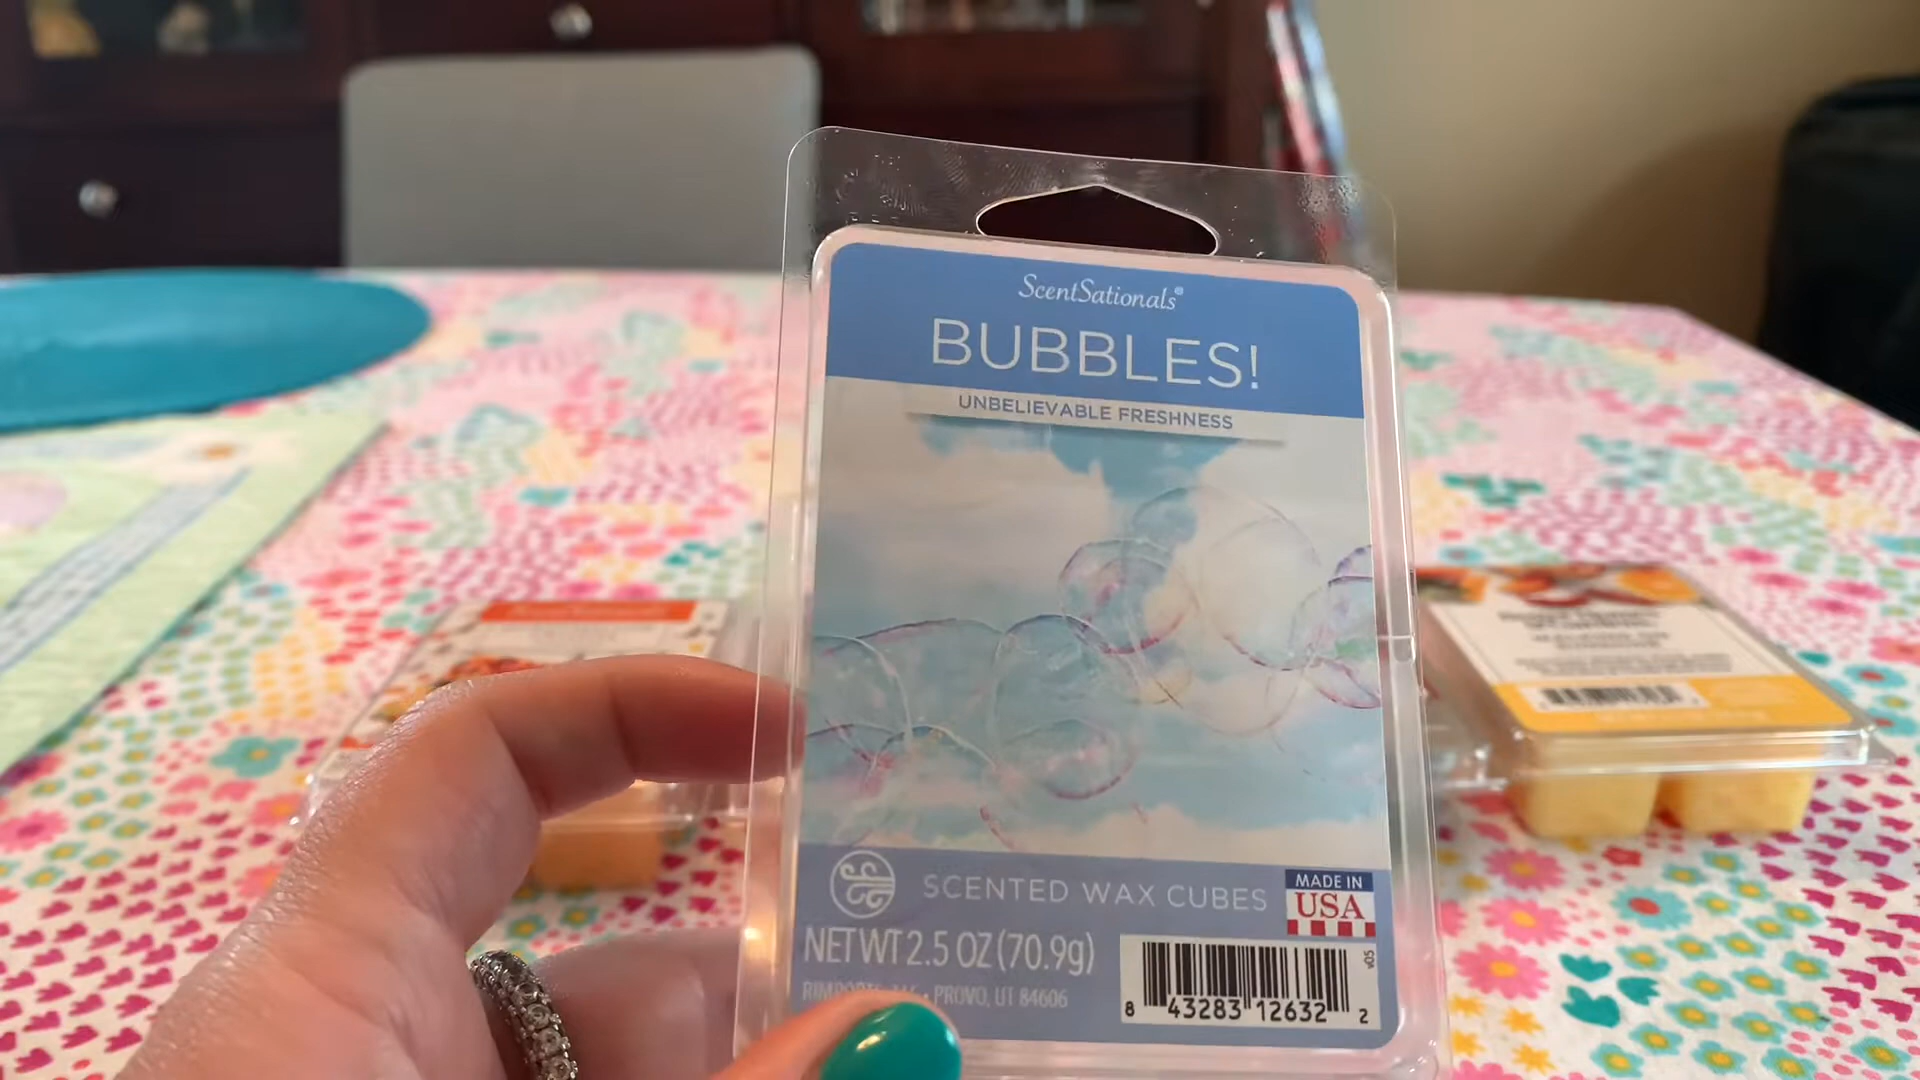 ScentSationals®
BUBBLES!
UNBELIEVABLE FRESHNESS
SCENTED WAX CUBES
MADE IN
USA
NET WT 2.5 OZ (70.9g)
PROVO, UT 84606
V05
8 43283 12632 2